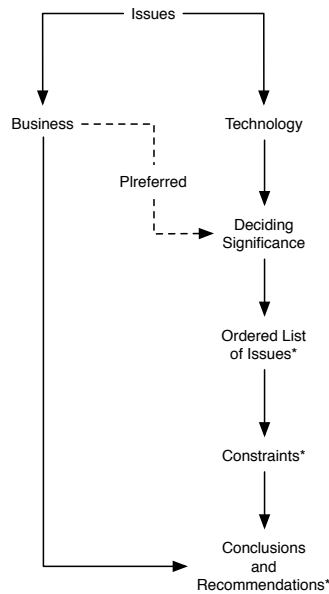 Issues
Business
Technology
Plreferred
Deciding
Significance
Ordered List
of Issues*
Constraints*
Conclusions
and
Recommendations*